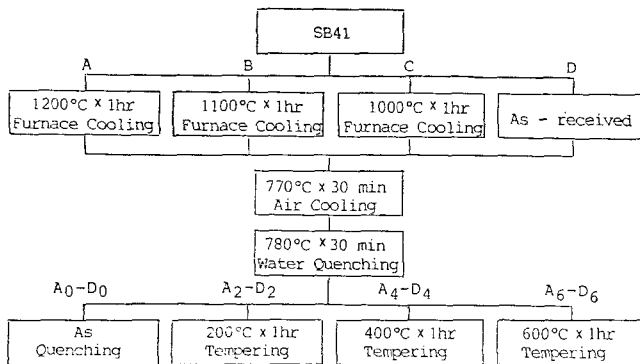 SB41
A B C D
1200°C × 1hr
Furnace Cooling
1100°C × 1hr
Furnace Cooling
1000°C × 1hr
Furnace Cooling
As - received
770°C × 30 min
Air Cooling
780°C × 30 min
Water Quenching
A0-D0 A2-D2 A4-D4 A6-D6
As
Quenching
200°C × 1hr
Tempering
400°C × 1hr
Tempering
600°C × 1hr
Tempering